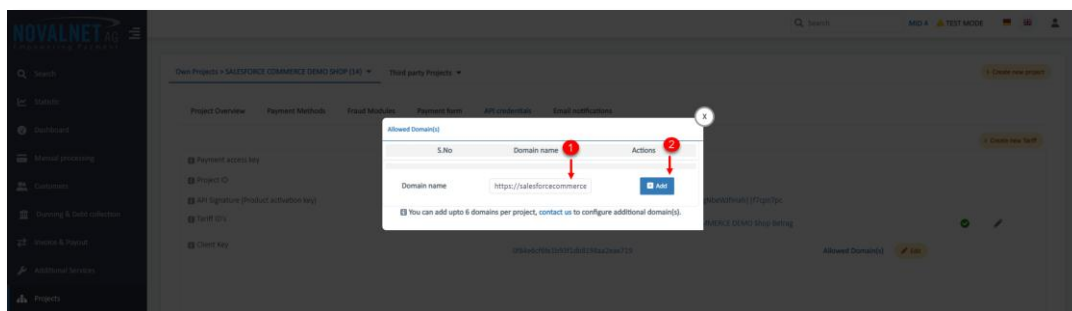 NOVALNET AG
Search
MID #
TEST MODE
Search
Own Projects > SALESFORCE COMMERCE DEMO SHOP (14)
Third party Projects
+ Create new project
Statistic
Project Overview
Payment Methods
Fraud Modules
Payment form
API credentials
Email notifications
X
Dashboard
Allowed Domain(s)
1
2
+ Create new Tariff
S.No
Domain name
Actions
Manual processing
Payment access key
Customers
Project ID
Domain name
https://salesforcecommerce
Add
API Signature (Product activation key)
Dunning & Debt collection
You can add upto 6 domains per project, contact us to configure additional domain(s).
Tariff ID's
Client Key
Allowed Domain(s)
Edit
Invoice & Payout
Additional Services
Projects